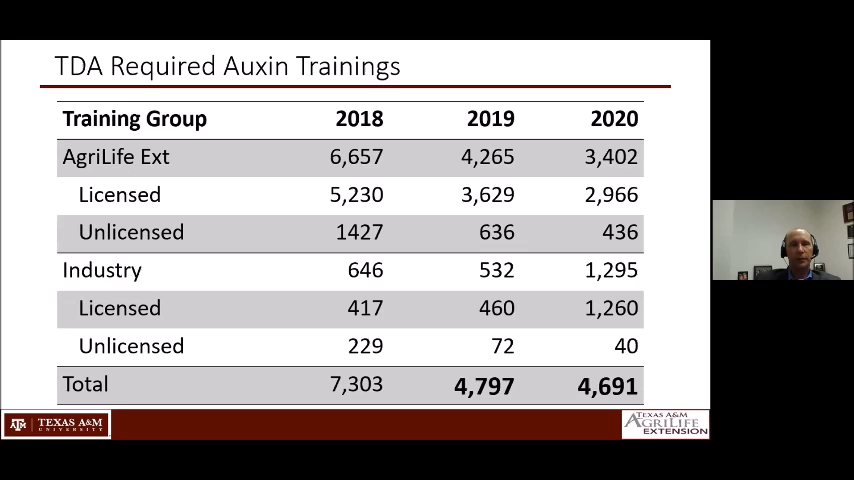 TDA Required Auxin Trainings
Training Group 2018 2019 2020
AgriLife Ext 6,657 4,265 3,402
Licensed 5,230 3,629 2,966
Unlicensed 1427 636 436
Industry 646 532 1,295
Licensed 417 460 1,260
Unlicensed 229 72 40
Total 7,303 4,797 4,691
ATM TEXAS A&M UNIVERSITY
TEXAS A&M
AGRILIFE
EXTENSION